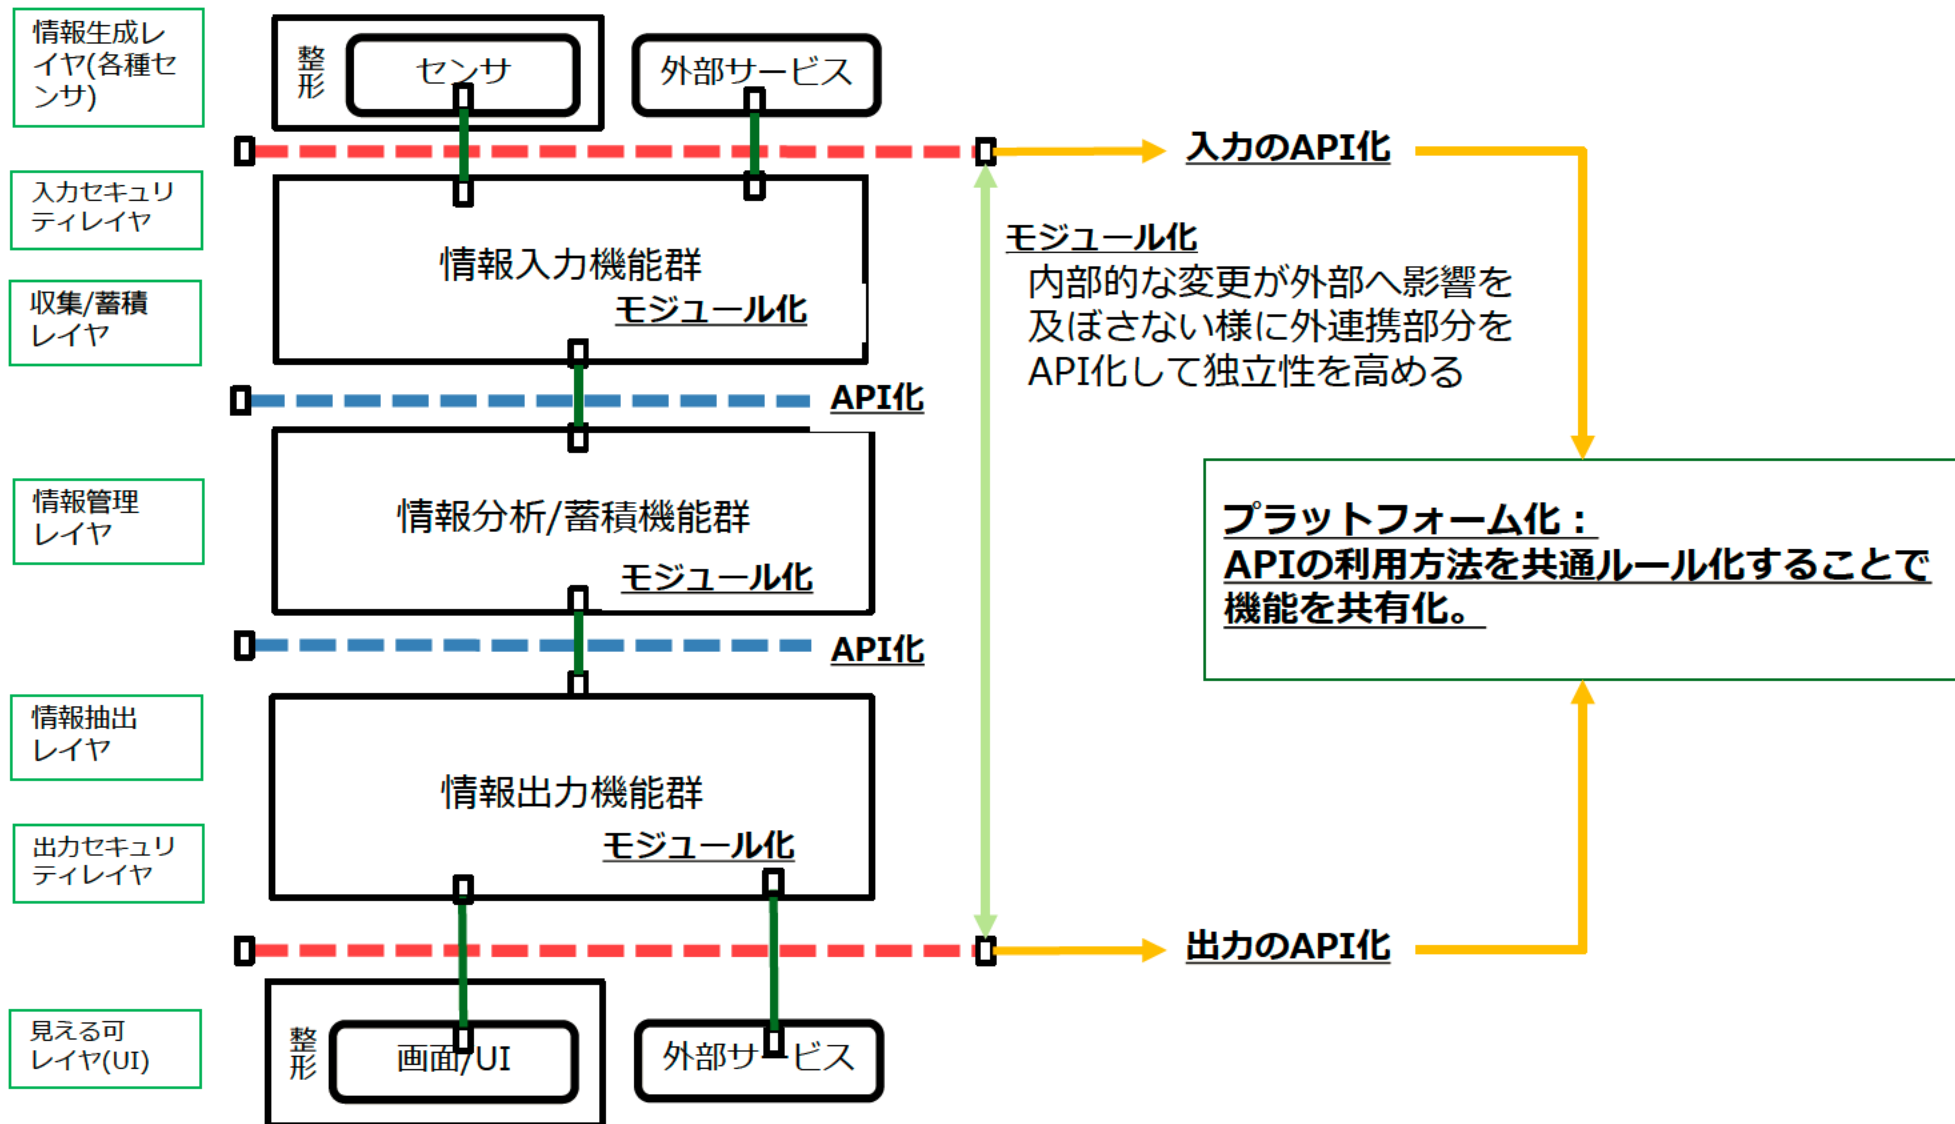 情報生成レ
イヤ(各種セ
ンサ)
整
形
センサ
外部サービス
入力のAPI化
入力セキュリ
ティレイヤ
情報入力機能群
モジュール化
モジュール化
内部的な変更が外部へ影響を
及ぼさない様に外連携部分を
API化して独立性を高める
収集/蓄積
レイヤ
API化
情報管理
レイヤ
情報分析/蓄積機能群
モジュール化
プラットフォーム化：
APIの利用方法を共通ルール化することで
機能を共有化。
API化
情報抽出
レイヤ
情報出力機能群
モジュール化
出力セキュリ
ティレイヤ
出力のAPI化
見える可
レイヤ(UI)
整
形
画面/UI
外部サービス